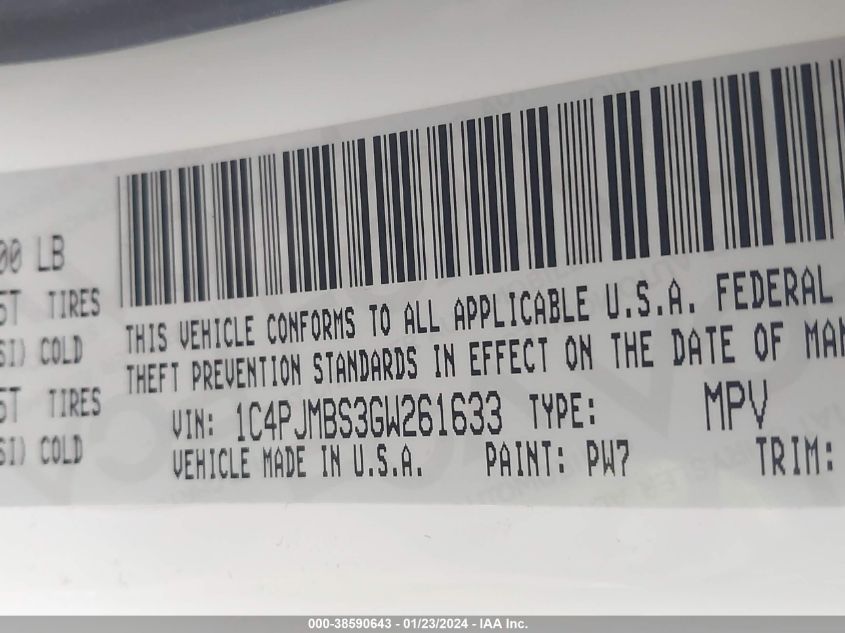 00 LB
ST TIRES
SI) COLD
ST TIRES
SI) COLD
THIS VEHICLE CONFORMS TO ALL APPLICABLE U.S.A. FEDERAL
THEFT PREVENTION STANDARDS IN EFFECT ON THE DATE OF MAN
VIN: 1C4PJMBS3GW261633 TYPE: MPV
VEHICLE MADE IN U.S.A. PAINT: PW7 TRIM:
000-38590643 - 01/23/2024 - IAA Inc.